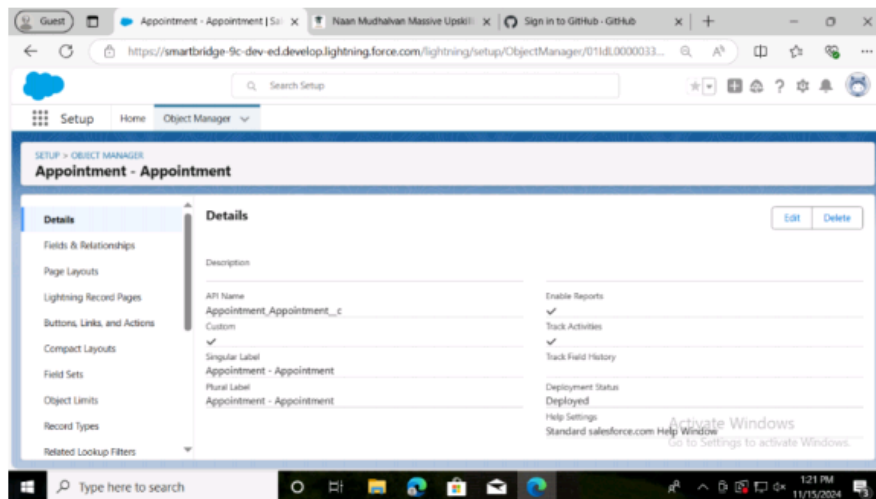 Guest
Appointment - Appointment | Sal
Naan Mudhalvan Massive Upskilli
Sign in to GitHub · GitHub
https://smartbridge-9c-dev-ed.develop.lightning.force.com/lightning/setup/ObjectManager/01IdL0000033...
Search Setup
Setup
Home
Object Manager
SETUP > OBJECT MANAGER
Appointment - Appointment
Details
Fields & Relationships
Page Layouts
Lightning Record Pages
Buttons, Links, and Actions
Compact Layouts
Field Sets
Object Limits
Record Types
Related Lookup Filters
Details
Edit
Delete
Description
API Name
Appointment_Appointment__c
Custom
Singular Label
Appointment - Appointment
Plural Label
Appointment - Appointment
Enable Reports
Track Activities
Track Field History
Deployment Status
Deployed
Help Settings
Standard salesforce.com Help Window
Activate Windows
Go to Settings to activate Windows.
Type here to search
1:21 PM
11/15/2024